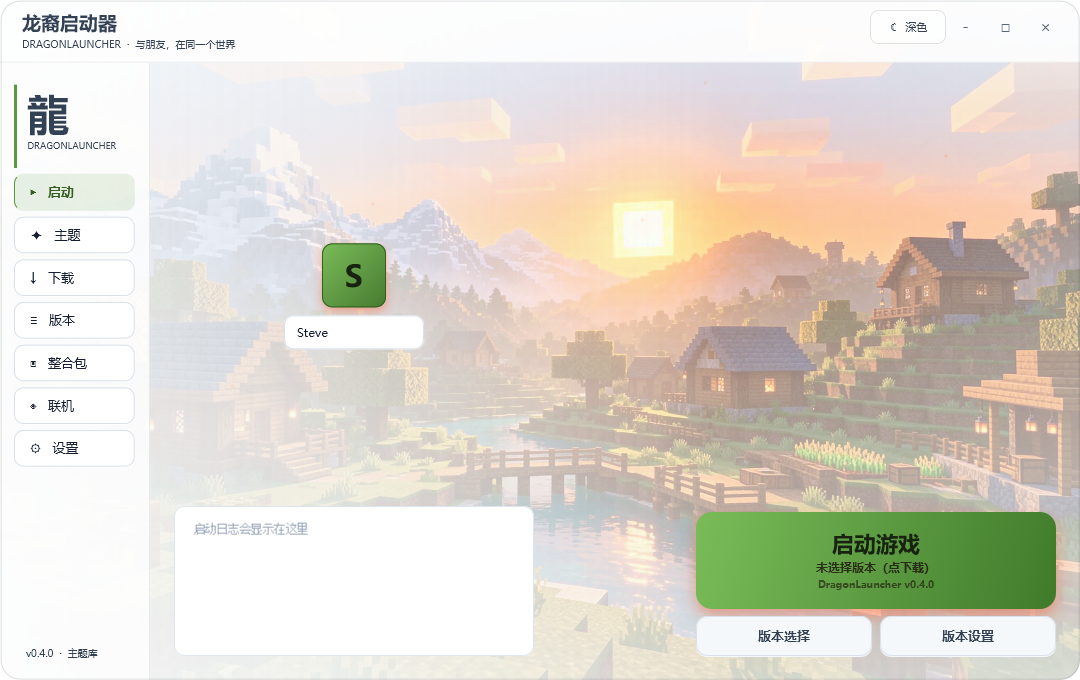 龙裔启动器
DRAGONLAUNCHER · 与朋友，在同一个世界
深色
龍
DRAGONLAUNCHER
启动
主题
下载
版本
整合包
联机
设置
S
Steve
启动日志会显示在这里
启动游戏
未选择版本（点下载）
DragonLauncher v0.4.0
版本选择
版本设置
v0.4.0 · 主题库